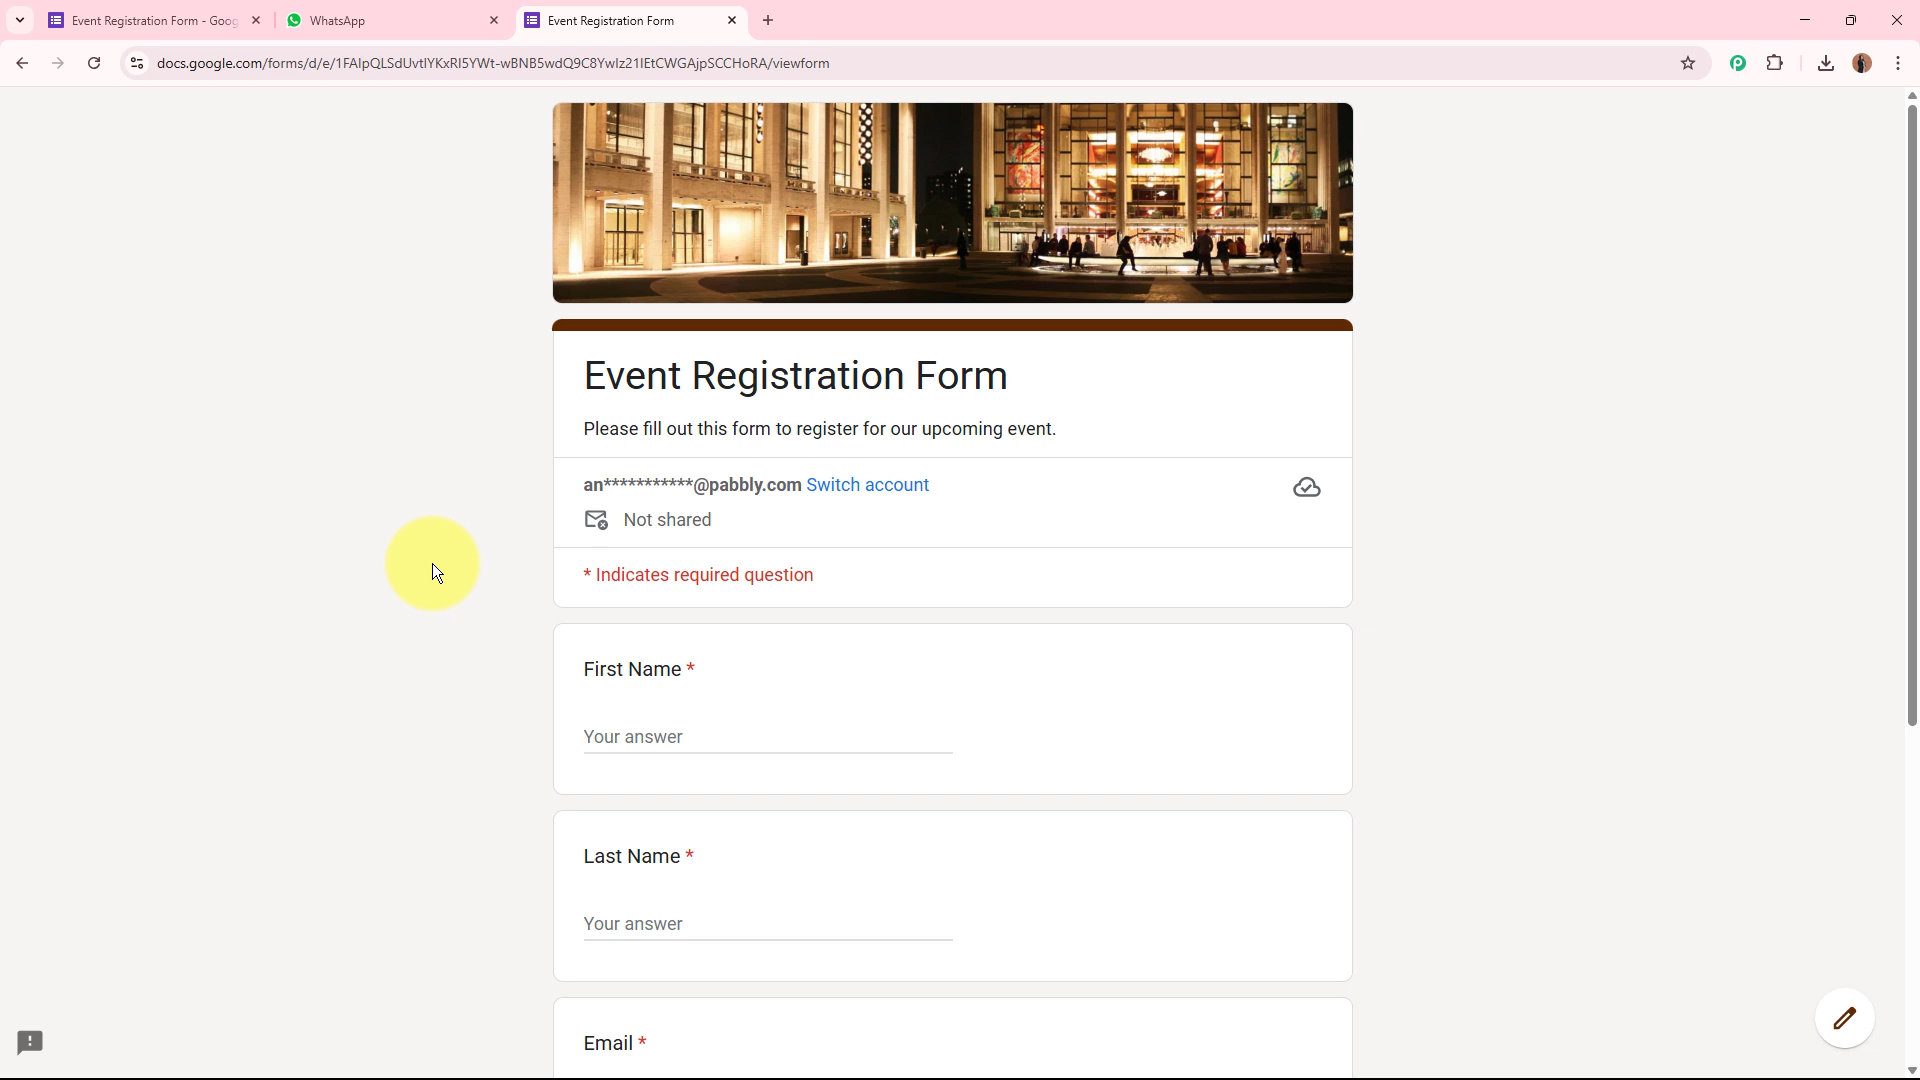 Event Registration Form - Goog
WhatsApp
Event Registration Form
docs.google.com/forms/d/e/1FAIpQLSdUvtlYKxRI5YWt-wBNB5wdQ9C8YwIz21IEtCWGAjpSCCHoRA/viewform
Event Registration Form
Please fill out this form to register for our upcoming event.
an***********@pabbly.com Switch account
Not shared
* Indicates required question
First Name *
Your answer
Last Name *
Your answer
Email *